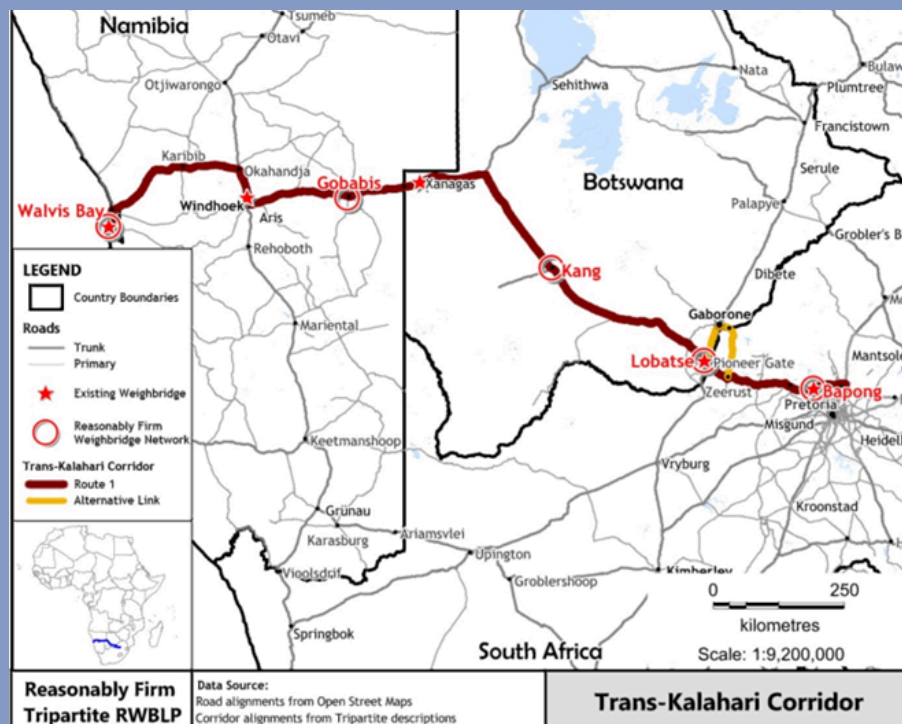 Namibia
Tsumeb
Otavi
Otjiwarongo
Sehithwa
Nata
Plumtree
Francistown
Karibib
Okahandja
Gobabis
Xanagas
Botswana
Serule
Walvis Bay
Windhoek
Aris
Palapye
Rehoboth
Kang
Dibete
Mariental
Gaborone
Lobatse
Pioneer Gate
Zeerust
Bapong
Pretoria
Misgund
Keetmanshoop
Vryburg
Kroonstad
Grünau
Karasburg
Ariamsvlei
Upington
Vioolsdrif
Groblershoop
Kimberley
Springbok
South Africa
LEGEND
Country Boundaries
Roads
Trunk
Primary
Existing Weighbridge
Reasonably Firm
Weighbridge Network
Trans-Kalahari Corridor
Route 1
Alternative Link
0 250
kilometres
Scale: 1:9,200,000
Reasonably Firm
Tripartite RWBLP
Data Source:
Road alignments from Open Street Maps
Corridor alignments from Tripartite descriptions
Trans-Kalahari Corridor